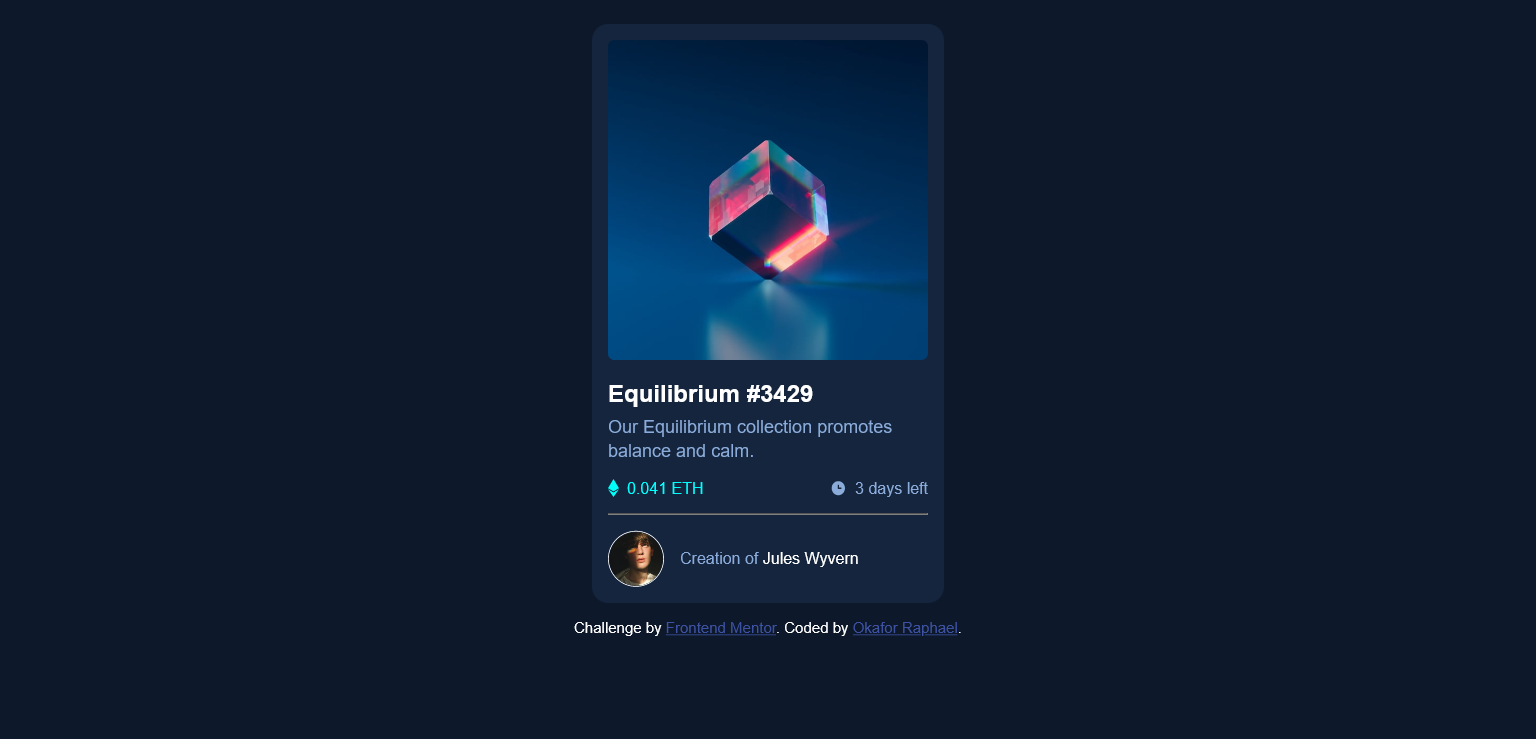 Equilibrium #3429
Our Equilibrium collection promotes
balance and calm.
0.041 ETH
3 days left
Creation of Jules Wyvern
Challenge by Frontend Mentor. Coded by Okafor Raphael.